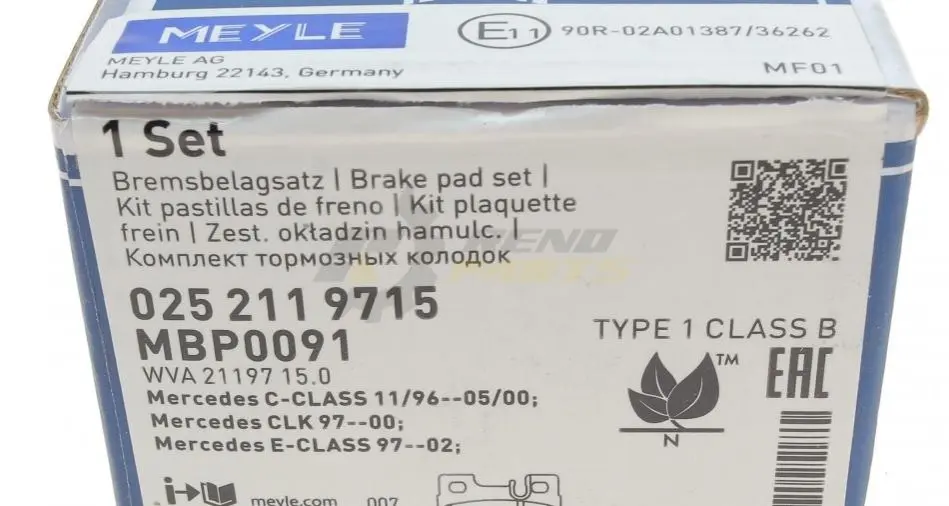 MEYLE
MEYLE AG
Hamburg 22143, Germany
E11 90R-02A01387/36262
MF01
1 Set
Bremsbelagsatz | Brake pad set |
Kit pastillas de freno | Kit plaquette
frein | Zest. okładzin hamulc. |
Комплект тормозных колодок
RENO
PARTS
025 211 9715
MBP0091
WVA 21197 15.0
Mercedes C-CLASS 11/96--05/00;
Mercedes CLK 97--00;
Mercedes E-CLASS 97--02;
TYPE 1 CLASS B
TM
N
EAC
i
meyle.com
007